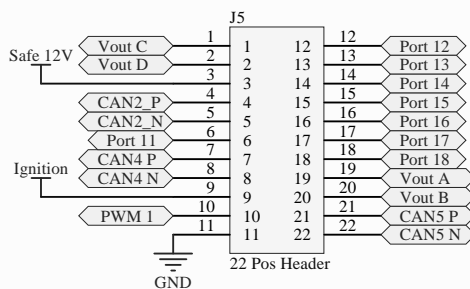 J5
Vout C 1 1 12 12 Port 12
Vout D 2 2 13 13 Port 13
Safe 12V 3 3 14 14 Port 14
CAN2_P 4 4 15 15 Port 15
CAN2_N 5 5 16 16 Port 16
Port 11 6 6 17 17 Port 17
CAN4 P 7 7 18 18 Port 18
CAN4 N 8 8 19 19 Vout A
Ignition 9 9 20 20 Vout B
PWM 1 10 10 21 21 CAN5 P
11 11 22 22 CAN5 N
22 Pos Header
GND